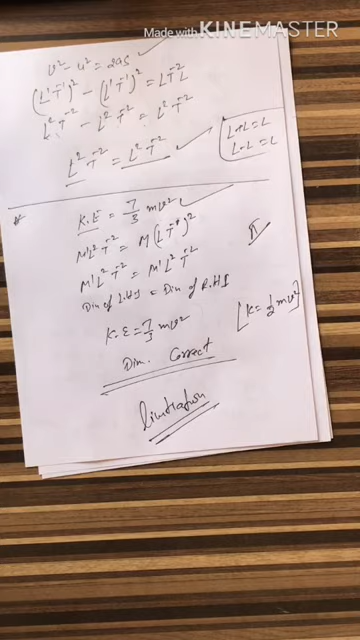 Made with KINEMASTER
v² - u² = 2as
(L¹T⁻¹)² - (L¹T⁻¹)² = LT⁻²L
L²T⁻² - L²T⁻² = L²T⁻²
L²T⁻² = L²T⁻²
L+L=L
L-L=L
K.E = 7/3 mv²
M¹L²T⁻² = M(LT⁻¹)²
M¹L²T⁻² = M¹L²T⁻²
Dim of L.H.S = Dim of R.H.S
K.E = 7/3 mv²
[K = 1/2 mv²]
Dim. Correct
limitation